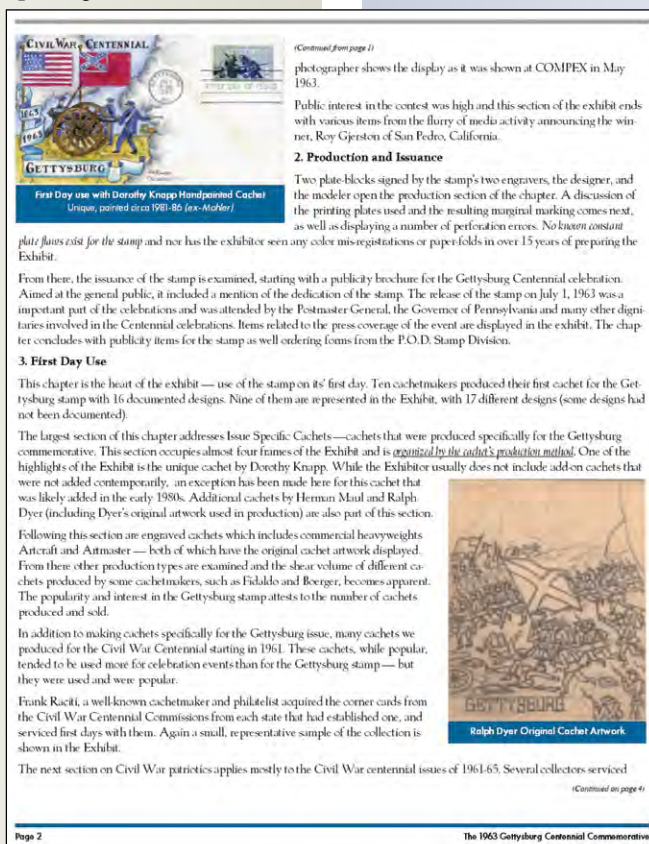 CIVIL WAR CENTENNIAL
1863
1963
GETTYSBURG
FIRST DAY OF ISSUE
First Day use with Dorothy Knapp Handpainted Cachet
Unique, painted circa 1981-86 (ex-Mahler)
(Continued from page 1)
photographer shows the display as it was shown at COMPEX in May
1963.
Public interest in the contest was high and this section of the exhibit ends
with various items from the flurry of media activity announcing the win-
ner, Roy Gjerston of San Pedro, California.
2. Production and Issuance
Two plate-blocks signed by the stamp's two engravers, the designer, and
the modeler open the production section of the chapter. A discussion of
the printing plates used and the resulting marginal marking comes next,
as well as displaying a number of perforation errors. No known constant
plate flaws exist for the stamp and nor has the exhibitor seen any color mis-registrations or paper-folds in over 15 years of preparing the
Exhibit.
From there, the issuance of the stamp is examined, starting with a publicity brochure for the Gettysburg Centennial celebration.
Aimed at the general public, it included a mention of the dedication of the stamp. The release of the stamp on July 1, 1963 was a
important part of the celebrations and was attended by the Postmaster General, the Governor of Pennsylvania and many other digni-
taries involved in the Centennial celebrations. Items related to the press coverage of the event are displayed in the exhibit. The chap-
ter concludes with publicity items for the stamp as well ordering forms from the P.O.D. Stamp Division.
3. First Day Use
This chapter is the heart of the exhibit — use of the stamp on its' first day. Ten cachetmakers produced their first cachet for the Get-
tysburg stamp with 16 documented designs. Nine of them are represented in the Exhibit, with 17 different designs (some designs had
not been documented).
The largest section of this chapter addresses Issue Specific Cachets—cachets that were produced specifically for the Gettysburg
commemorative. This section occupies almost four frames of the Exhibit and is organized by the cachet's production method. One of the
highlights of the Exhibit is the unique cachet by Dorothy Knapp. While the Exhibitor usually does not include add-on cachets that
were not added contemporarily, an exception has been made here for this cachet that
was likely added in the early 1980s. Additional cachets by Herman Maul and Ralph
Dyer (including Dyer's original artwork used in production) are also part of this section.
Following this section are engraved cachets which includes commercial heavyweights
Artcraft and Artmaster — both of which have the original cachet artwork displayed.
From there other production types are examined and the shear volume of different ca-
chets produced by some cachetmakers, such as Fidaldo and Boerger, becomes apparent.
The popularity and interest in the Gettysburg stamp attests to the number of cachets
produced and sold.
In addition to making cachets specifically for the Gettysburg issue, many cachets we
produced for the Civil War Centennial starting in 1961. These cachets, while popular,
tended to be used more for celebration events than for the Gettysburg stamp — but
they were used and were popular.
Frank Raciti, a well-known cachetmaker and philatelist acquired the corner cards from
the Civil War Centennial Commissions from each state that had established one, and
serviced first days with them. Again a small, representative sample of the collection is
shown in the Exhibit.
GETTYSBURG
Ralph Dyer Original Cachet Artwork
The next section on Civil War patriotics applies mostly to the Civil War centennial issues of 1961-65. Several collectors serviced
(Continued on page 4)
Page 2
The 1963 Gettysburg Centennial Commemorative